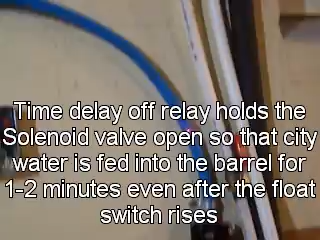 Time delay off relay holds the
Solenoid valve open so that city
water is fed into the barrel for
1-2 minutes even after the float
switch rises